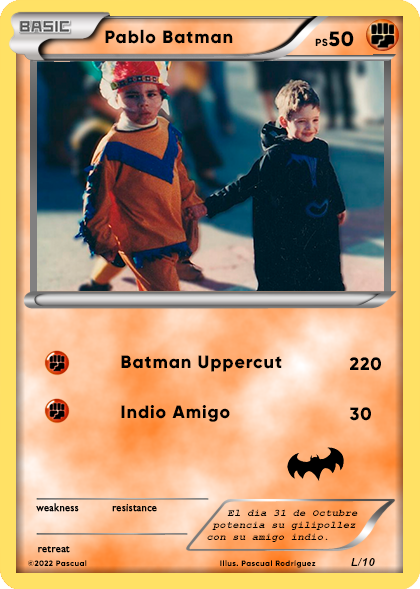 BASIC
Pablo Batman
PS50
Batman Uppercut 220
Indio Amigo 30
weakness resistance
El dia 31 de Octubre
potencia su gilipollez
con su amigo indio.
retreat
©2022 Pascual
Illus. Pascual Rodríguez
L/10